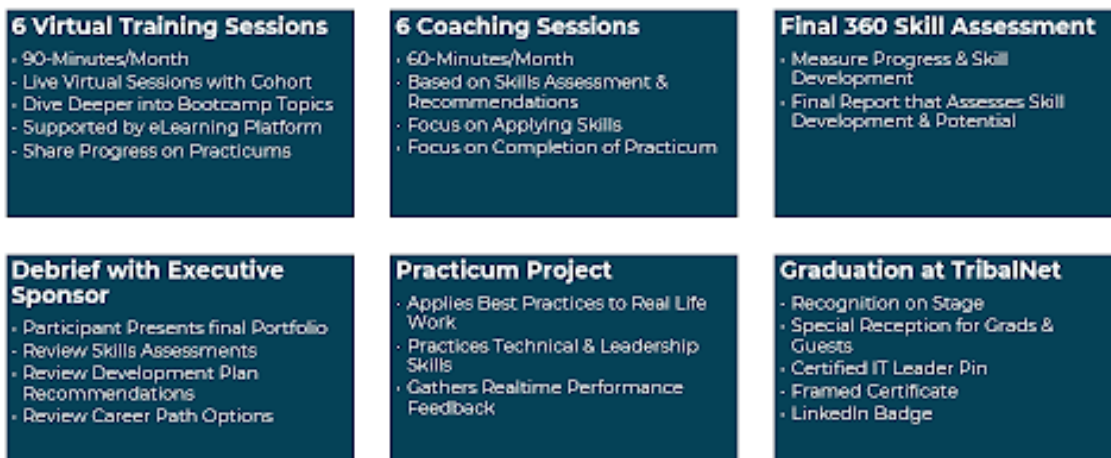 6 Virtual Training Sessions
· 90-Minutes/Month
· Live Virtual Sessions with Cohort
· Dive Deeper into Bootcamp Topics
· Supported by eLearning Platform
· Share Progress on Practicums
6 Coaching Sessions
· 60-Minutes/Month
· Based on Skills Assessment &
Recommendations
· Focus on Applying Skills
· Focus on Completion of Practicum
Final 360 Skill Assessment
· Measure Progress & Skill
Development
· Final Report that Assesses Skill
Development & Potential
Debrief with Executive
Sponsor
· Participant Presents final Portfolio
· Review Skills Assessments
· Review Development Plan
Recommendations
· Review Career Path Options
Practicum Project
· Applies Best Practices to Real Life
Work
· Practices Technical & Leadership
Skills
· Gathers Realtime Performance
Feedback
Graduation at TribalNet
· Recognition on Stage
· Special Reception for Grads &
Guests
· Certified IT Leader Pin
· Framed Certificate
· LinkedIn Badge